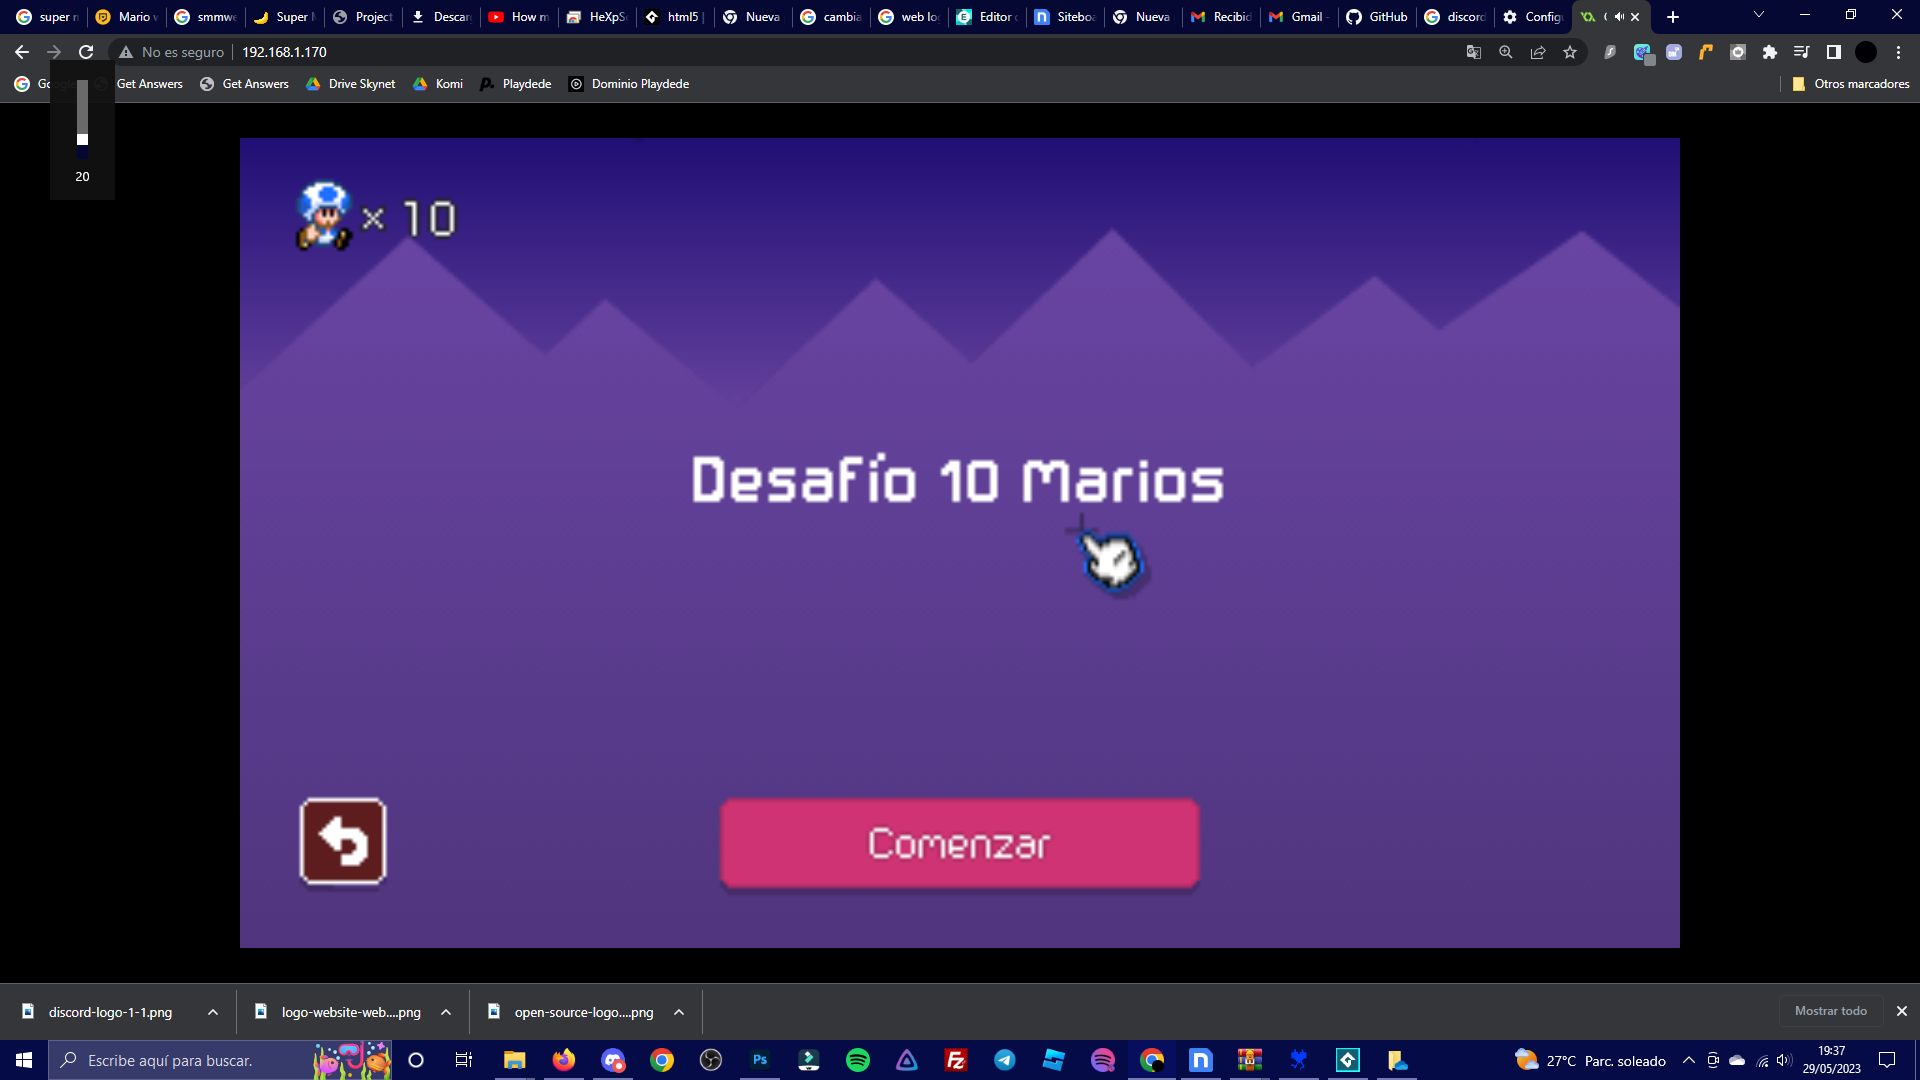 super m
Mario w
smmwe
Super M
Project
Descar
How m
HeXpS
html5 |
Nueva
cambia
web lo
Editor
Siteboa
Nueva
Recibid
Gmail -
GitHub
discord
Config
No es seguro
192.168.1.170
Get Answers
Get Answers
Drive Skynet
Komi
Playdede
Dominio Playdede
Otros marcadores
20
× 10
Desafío 10 Marios
Comenzar
discord-logo-1-1.png
logo-website-web....png
open-source-logo....png
Mostrar todo
Escribe aquí para buscar.
27°C Parc. soleado
19:37
29/05/2023